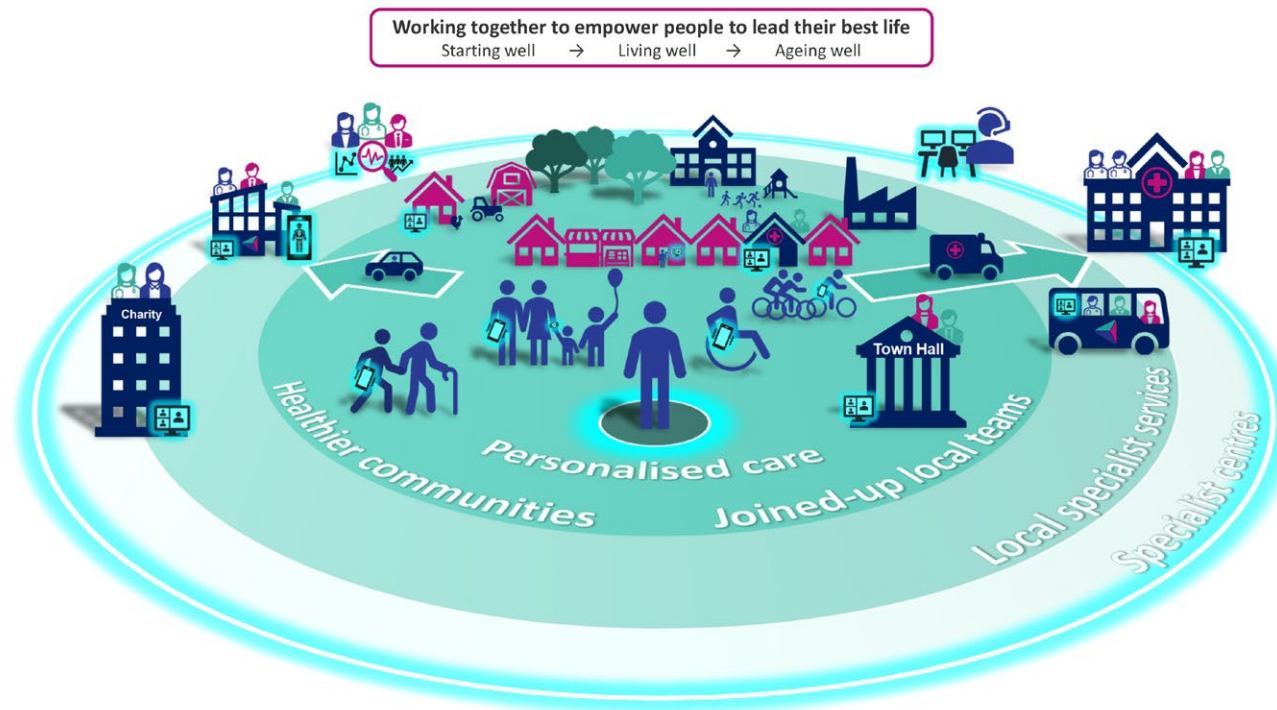 Working together to empower people to lead their best life
Starting well → Living well → Ageing well
Charity
Town Hall
Personalised care
Healthier communities
Joined-up local teams
Local specialist services
Specialist centres